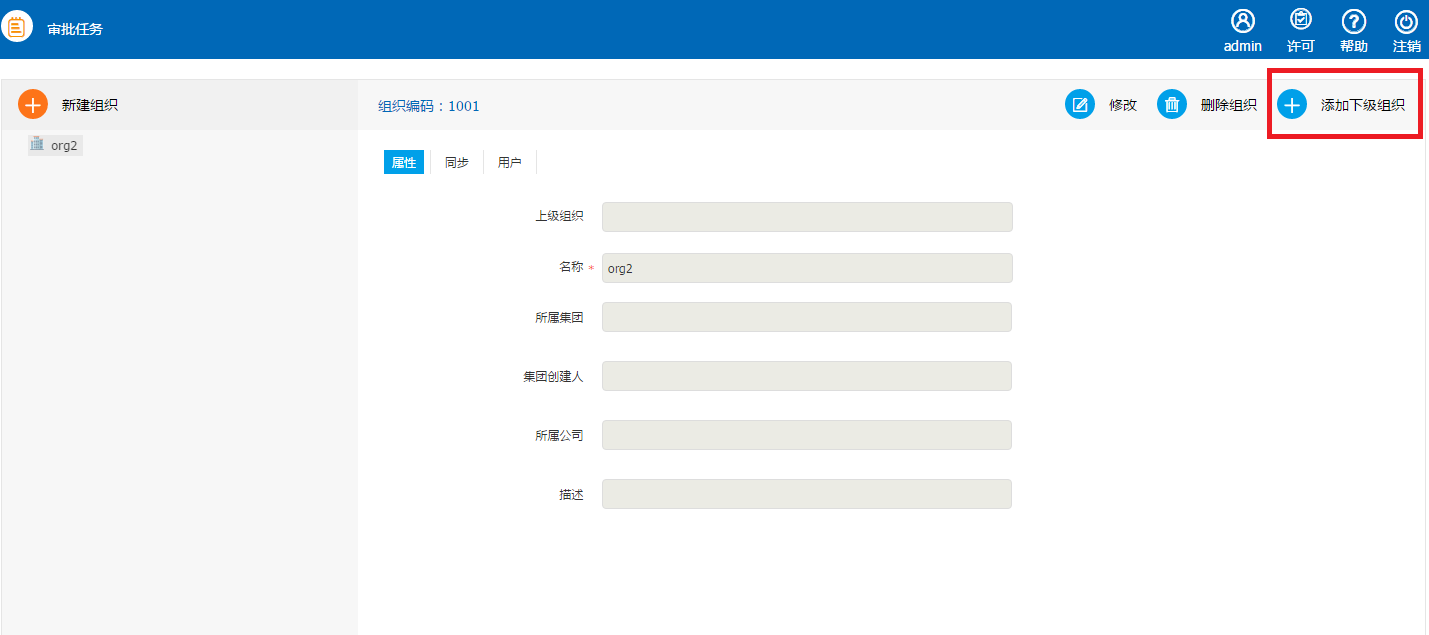 审批任务
admin 许可 帮助 注销
新建组织
org2
组织编码：1001
修改 删除组织 添加下级组织
属性 同步 用户
上级组织
名称 * org2
所属集团
集团创建人
所属公司
描述